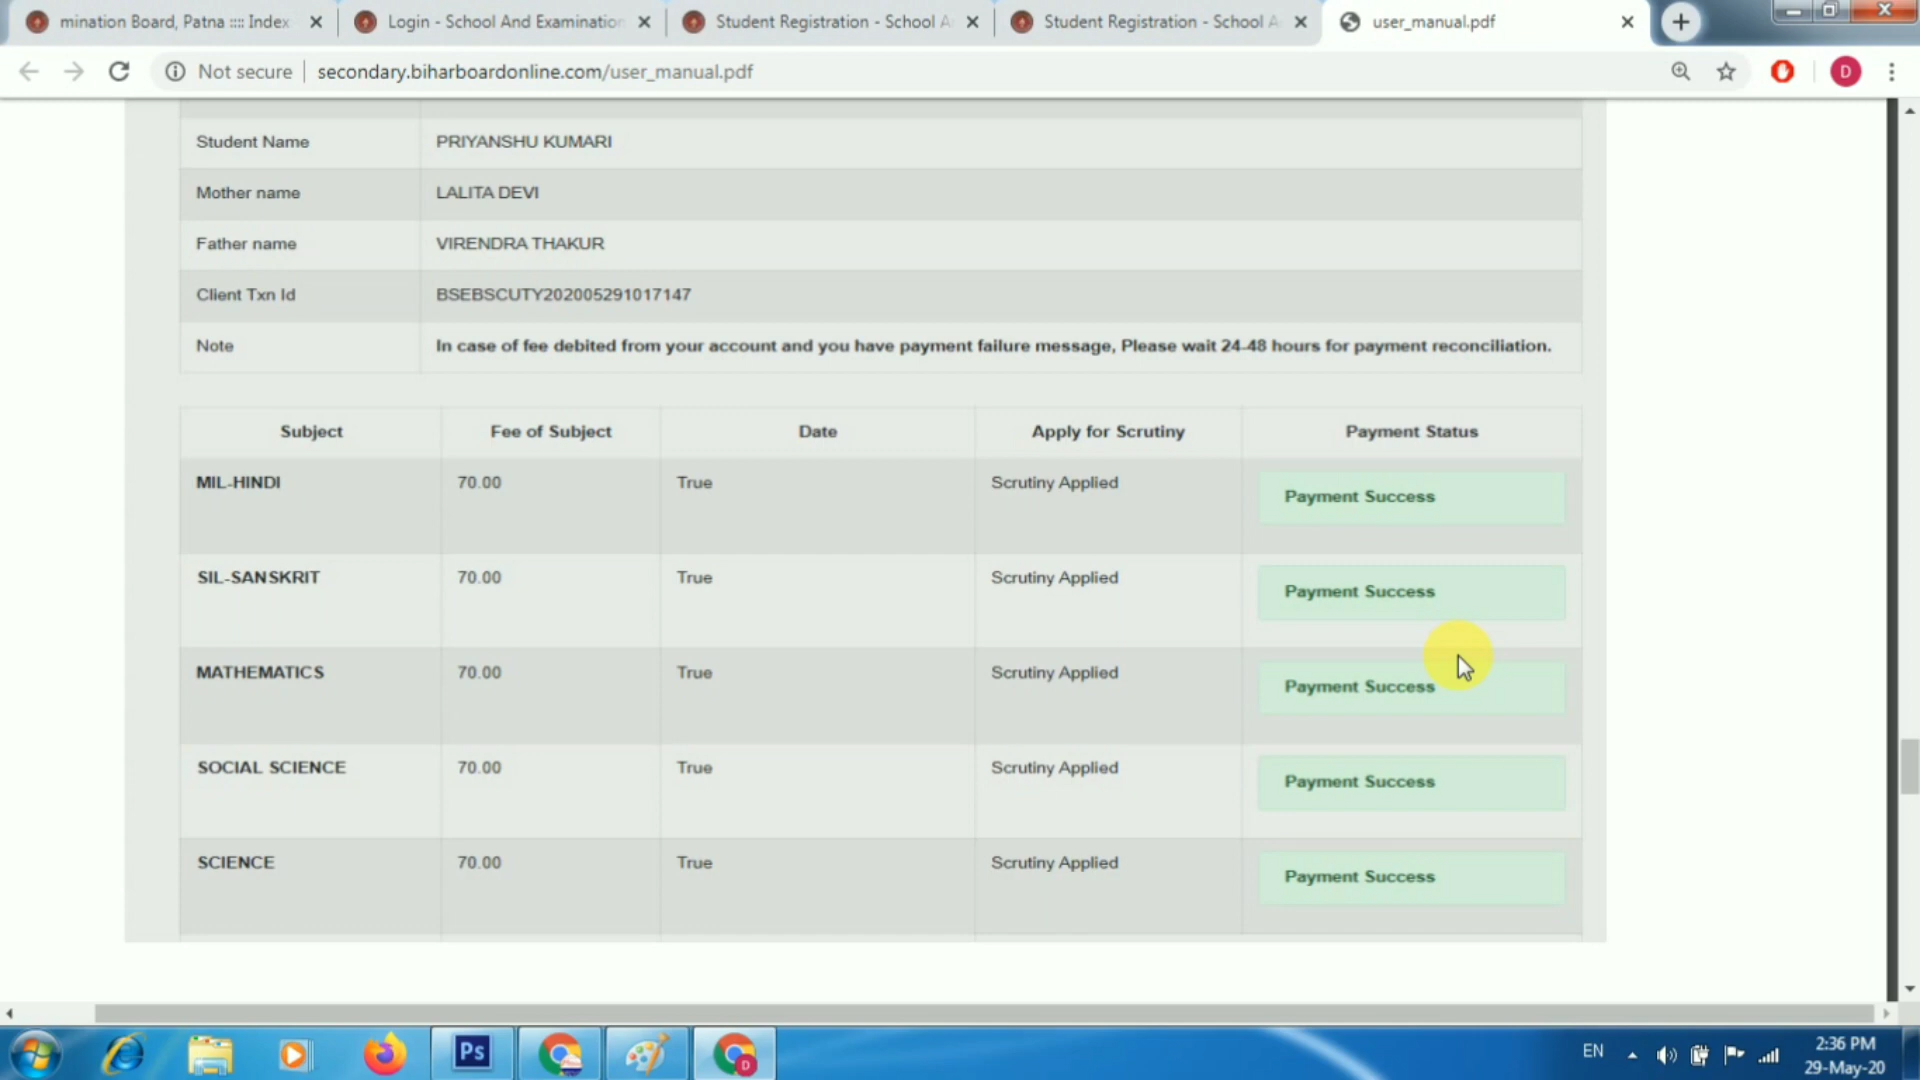 mination Board, Patna :::: Index
Login - School And Examination
Student Registration - School A
Student Registration - School A
user_manual.pdf
Not secure
secondary.biharboardonline.com/user_manual.pdf
D
Student Name PRIYANSHU KUMARI
Mother name LALITA DEVI
Father name VIRENDRA THAKUR
Client Txn Id BSEBSCUTY202005291017147
Note In case of fee debited from your account and you have payment failure message, Please wait 24-48 hours for payment reconciliation.
Subject Fee of Subject Date Apply for Scrutiny Payment Status
MIL-HINDI 70.00 True Scrutiny Applied Payment Success
SIL-SANSKRIT 70.00 True Scrutiny Applied Payment Success
MATHEMATICS 70.00 True Scrutiny Applied Payment Success
SOCIAL SCIENCE 70.00 True Scrutiny Applied Payment Success
SCIENCE 70.00 True Scrutiny Applied Payment Success
Ps
D
EN
2:36 PM
29-May-20